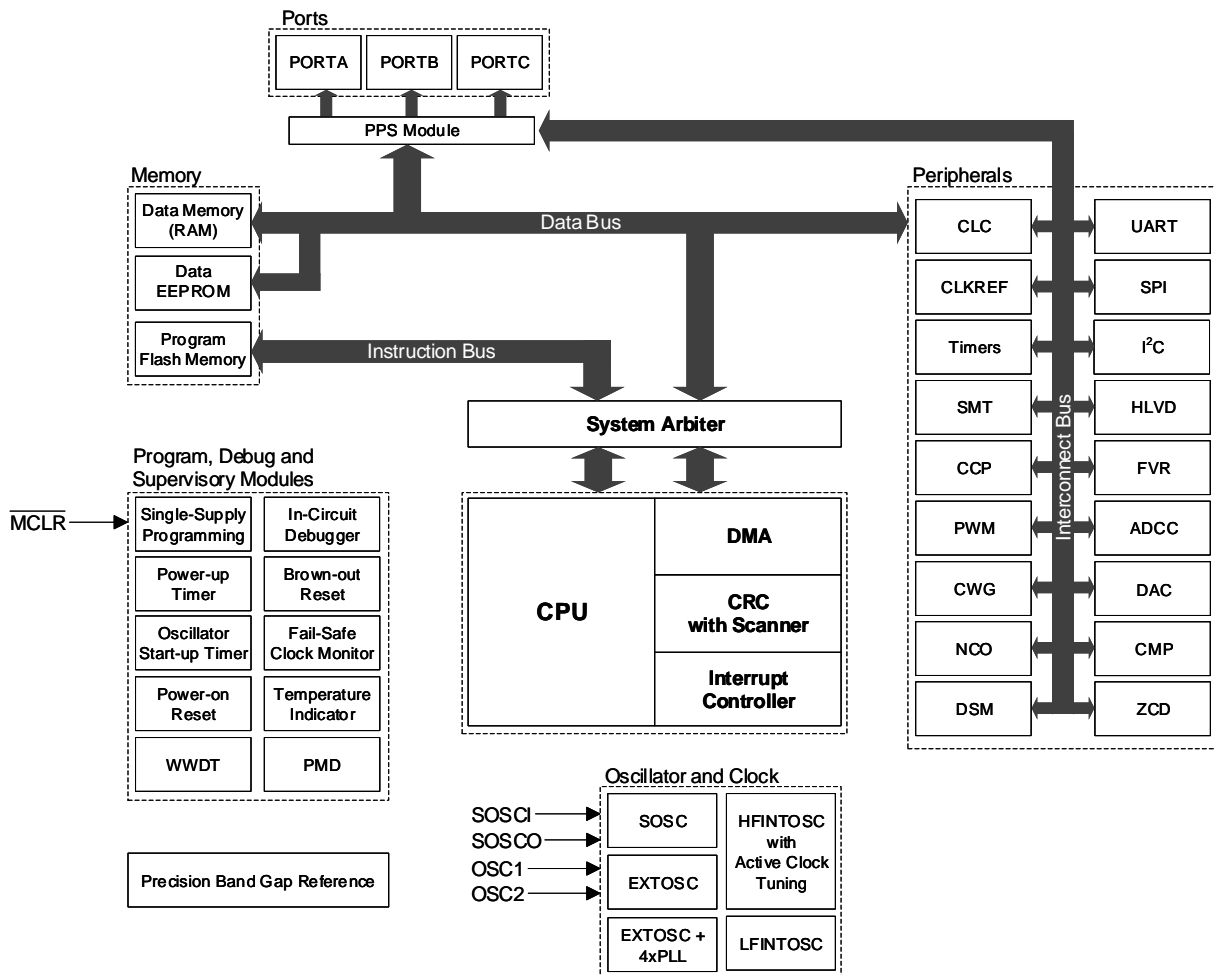 Ports
PORTA
PORTB
PORTC
PPS Module
Memory
Data Memory
(RAM)
Data
EEPROM
Program
Flash Memory
Data Bus
Instruction Bus
System Arbiter
CPU
DMA
CRC
with Scanner
Interrupt
Controller
Peripherals
CLC
UART
CLKREF
SPI
Timers
I²C
SMT
HLVD
CCP
FVR
PWM
ADCC
CWG
DAC
NCO
CMP
DSM
ZCD
Interconnect Bus
Program, Debug and
Supervisory Modules
MCLR
Single-Supply
Programming
In-Circuit
Debugger
Power-up
Timer
Brown-out
Reset
Oscillator
Start-up Timer
Fail-Safe
Clock Monitor
Power-on
Reset
Temperature
Indicator
WWDT
PMD
Precision Band Gap Reference
Oscillator and Clock
SOSCI
SOSCO
OSC1
OSC2
SOSC
HFINTOSC
with
Active Clock
Tuning
EXTOSC
EXTOSC +
4xPLL
LFINTOSC